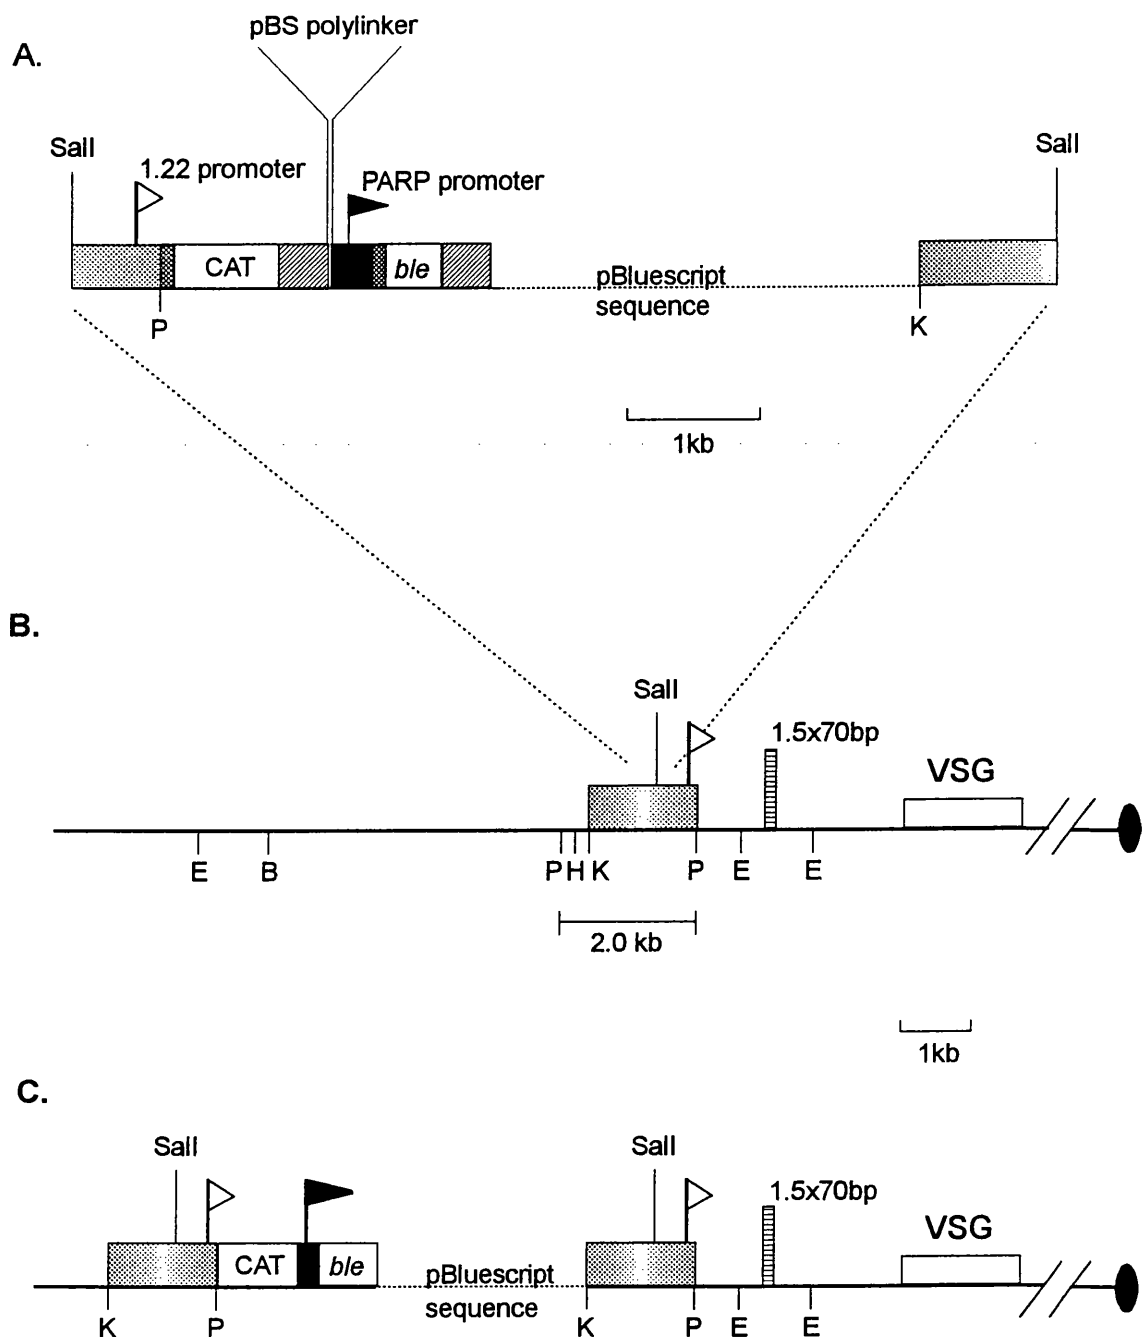 A.
pBS polylinker
SalI
1.22 promoter
PARP promoter
SalI
CAT
ble
pBluescript
sequence
P
K
1kb
B.
SalI
1.5x70bp
VSG
E
B
P
H
K
P
E
E
2.0 kb
1kb
C.
SalI
SalI
1.5x70bp
VSG
CAT
ble
pBluescript
sequence
K
P
K
P
E
E